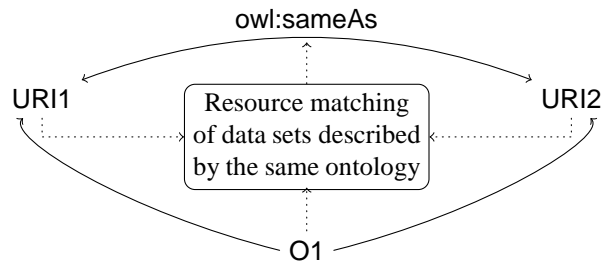 owl:sameAs
URI1
URI2
Resource matching
of data sets described
by the same ontology
O1